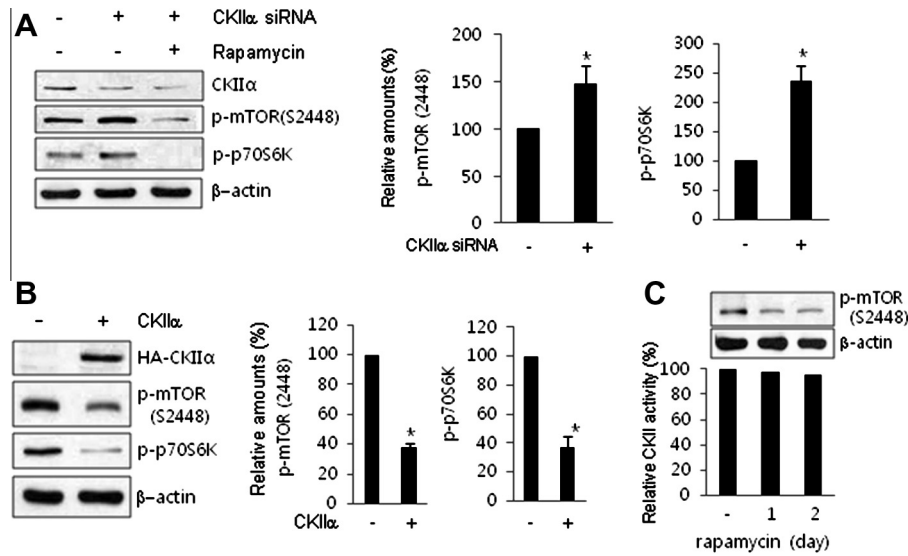 A
- + + CKIIα siRNA
- - + Rapamycin
CKIIα
p-mTOR(S2448)
p-p70S6K
β-actin
Relative amounts (%)
p-mTOR (2448)
200
150
100
50
0
*
CKIIα siRNA - +
p-p70S6K
300
250
200
150
100
50
0
*
- +
B
- + CKIIα
HA-CKIIα
p-mTOR
(S2448)
p-p70S6K
β-actin
Relative amounts (%)
p-mTOR (2448)
120
100
80
60
40
20
0
*
CKIIα - +
p-p70S6K
120
100
80
60
40
20
0
*
- +
C
p-mTOR
(S2448)
β-actin
Relative CKII activity (%)
100
80
60
40
20
0
- 1 2
rapamycin (day)